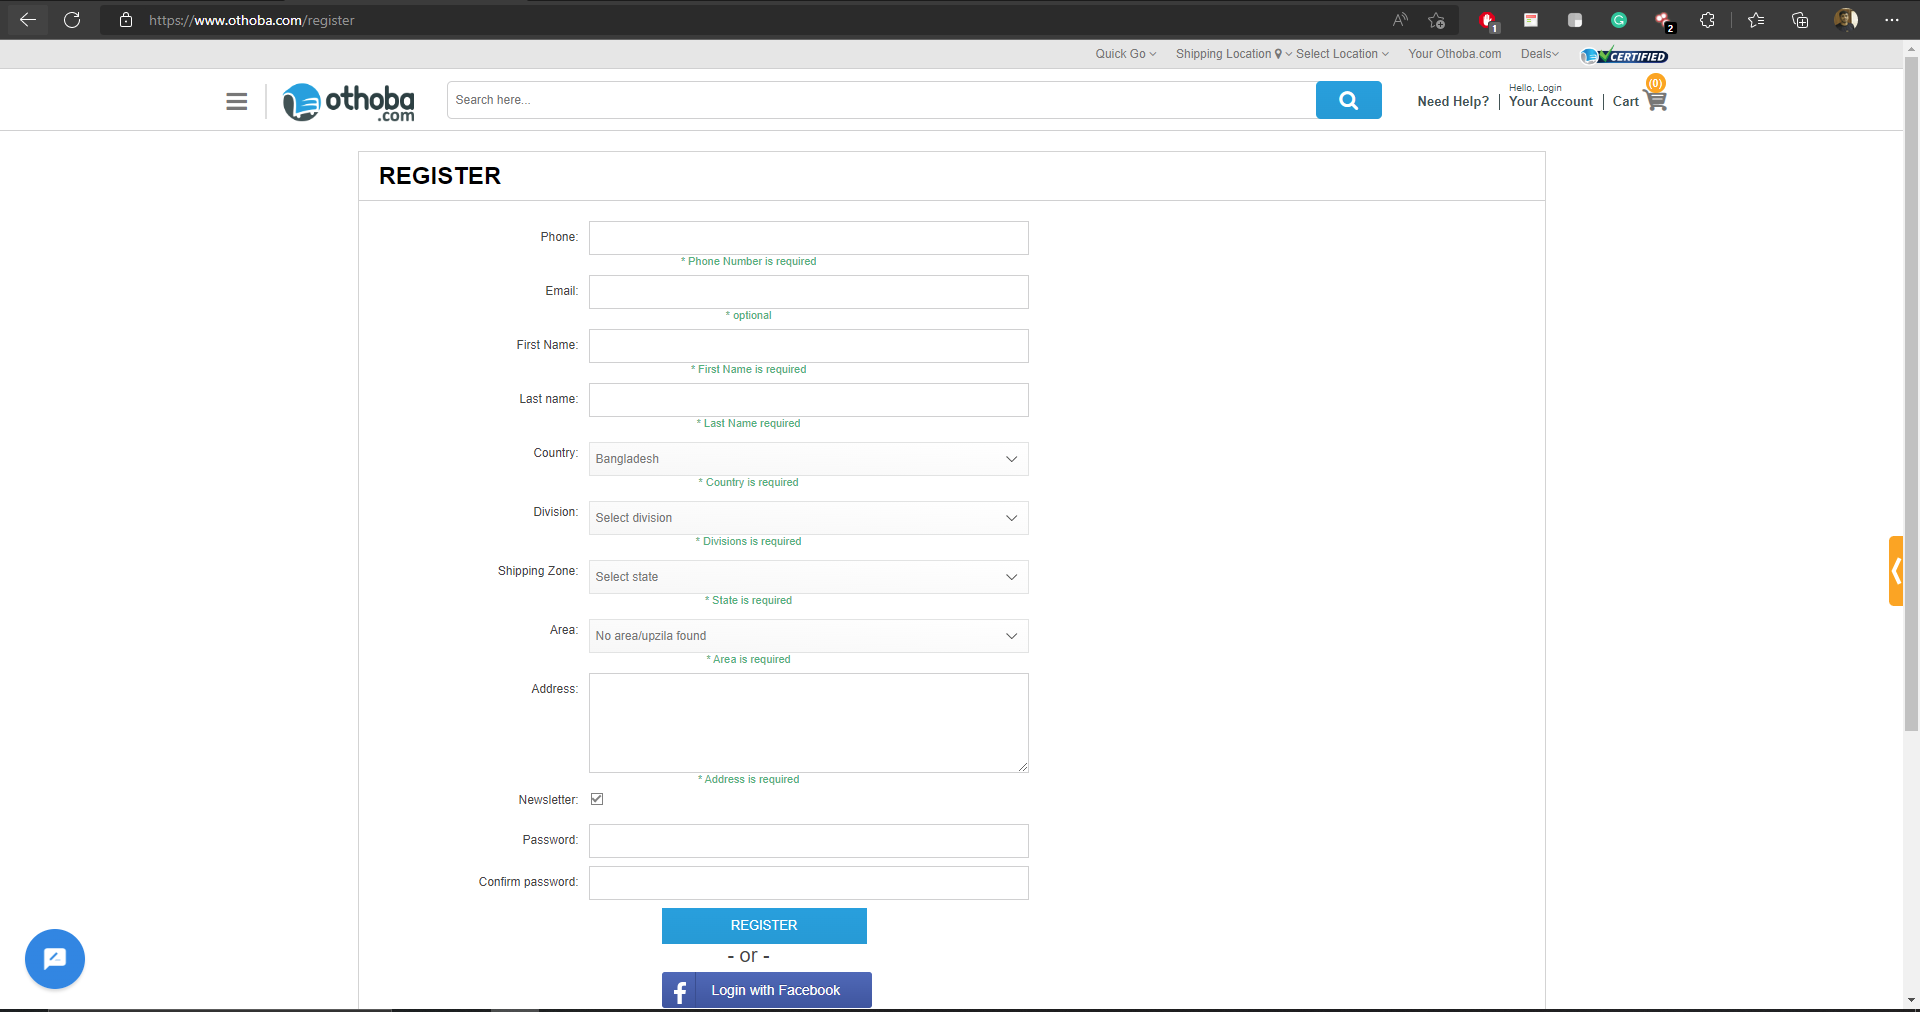 https://www.othoba.com/register
1
2
Quick Go
Shipping Location
Select Location
Your Othoba.com
Deals
CERTIFIED
othoba
.com
Search here...
Need Help?
Hello, Login
Your Account
Cart
(0)
REGISTER
Phone:
* Phone Number is required
Email:
* optional
First Name:
* First Name is required
Last name:
* Last Name required
Country:
Bangladesh
* Country is required
Division:
Select division
* Divisions is required
Shipping Zone:
Select state
* State is required
Area:
No area/upzila found
* Area is required
Address:
* Address is required
Newsletter:
Password:
Confirm password:
REGISTER
- or -
f
Login with Facebook